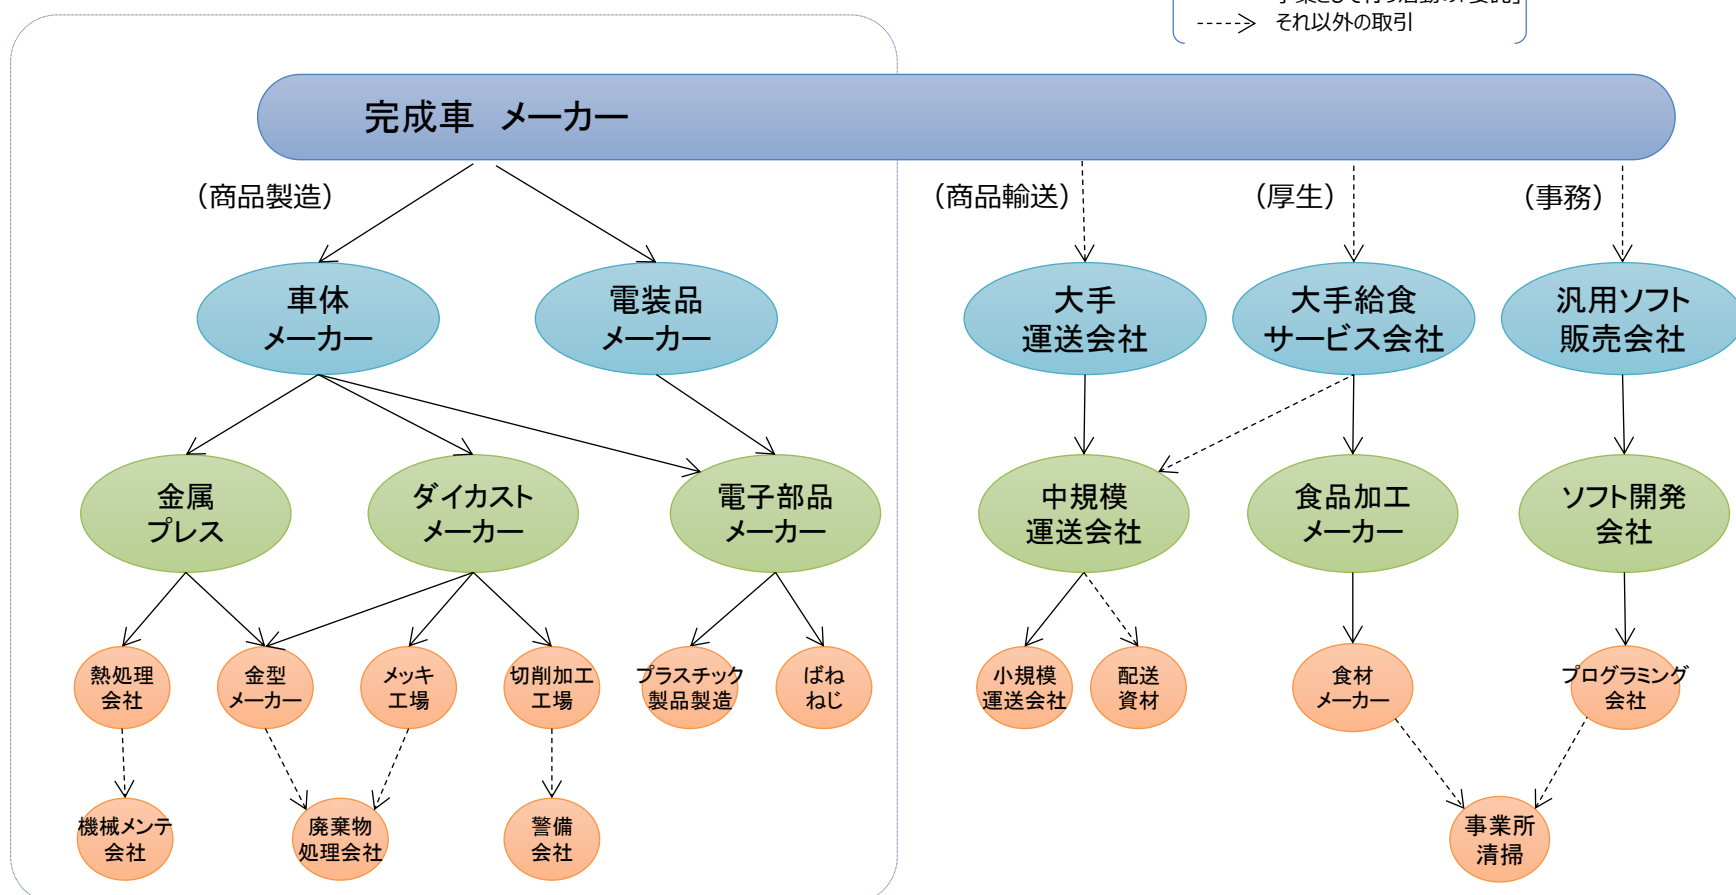 それ以外の取引
完成車 メーカー
（商品製造）
（商品輸送）
（厚生）
（事務）
車体
メーカー
電装品
メーカー
大手
運送会社
大手給食
サービス会社
汎用ソフト
販売会社
金属
プレス
ダイカスト
メーカー
電子部品
メーカー
中規模
運送会社
食品加工
メーカー
ソフト開発
会社
熱処理
会社
金型
メーカー
メッキ
工場
切削加工
工場
プラスチック
製品製造
ばね
ねじ
小規模
運送会社
配送
資材
食材
メーカー
プログラミング
会社
機械メンテ
会社
廃棄物
処理会社
警備
会社
事業所
清掃